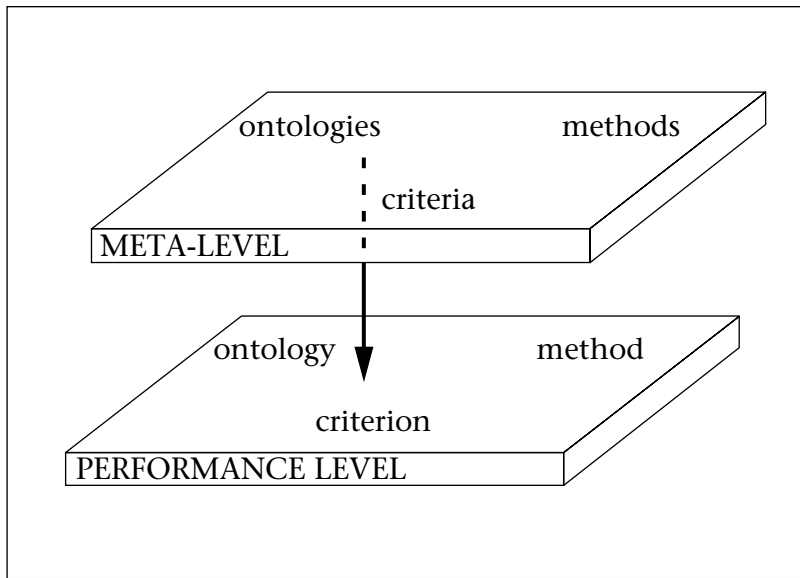 ontologies methods
criteria
META-LEVEL
ontology method
criterion
PERFORMANCE LEVEL